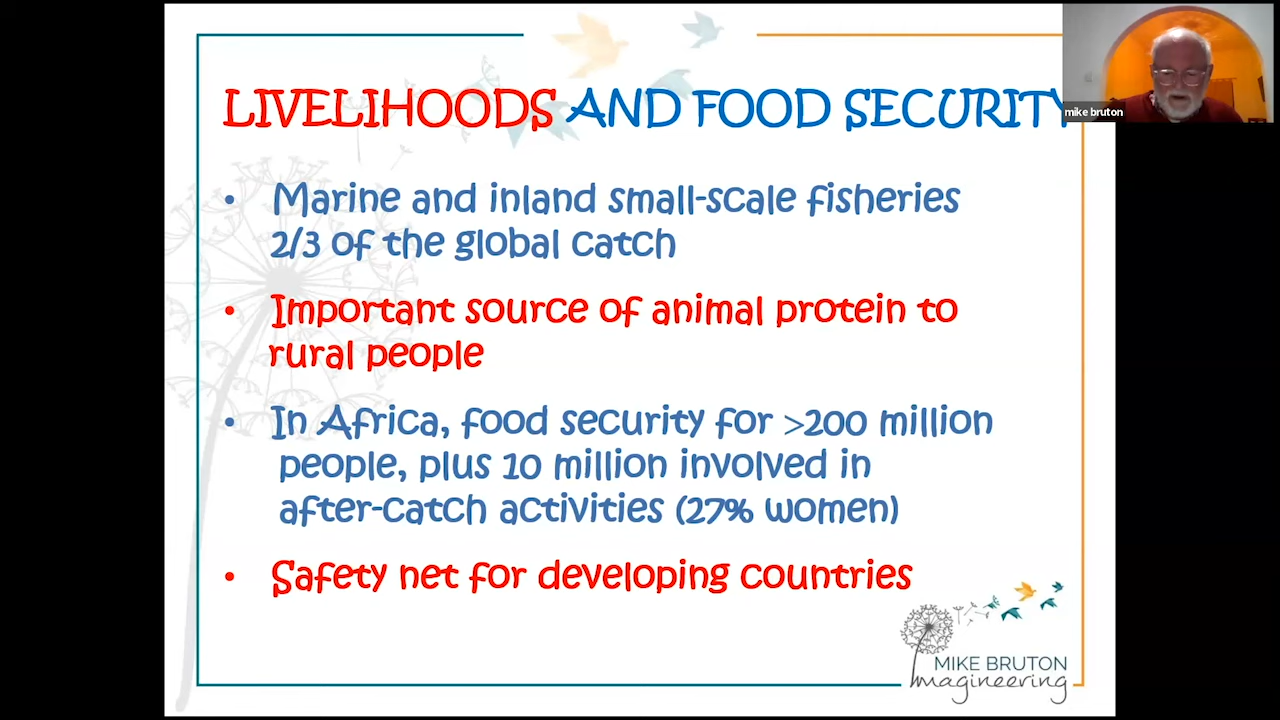 LIVELIHOODS AND FOOD SECURITY
mike bruton
• Marine and inland small-scale fisheries
2/3 of the global catch
• Important source of animal protein to
rural people
• In Africa, food security for >200 million
people, plus 10 million involved in
after-catch activities (27% women)
• Safety net for developing countries
MIKE BRUTON
Imagineering